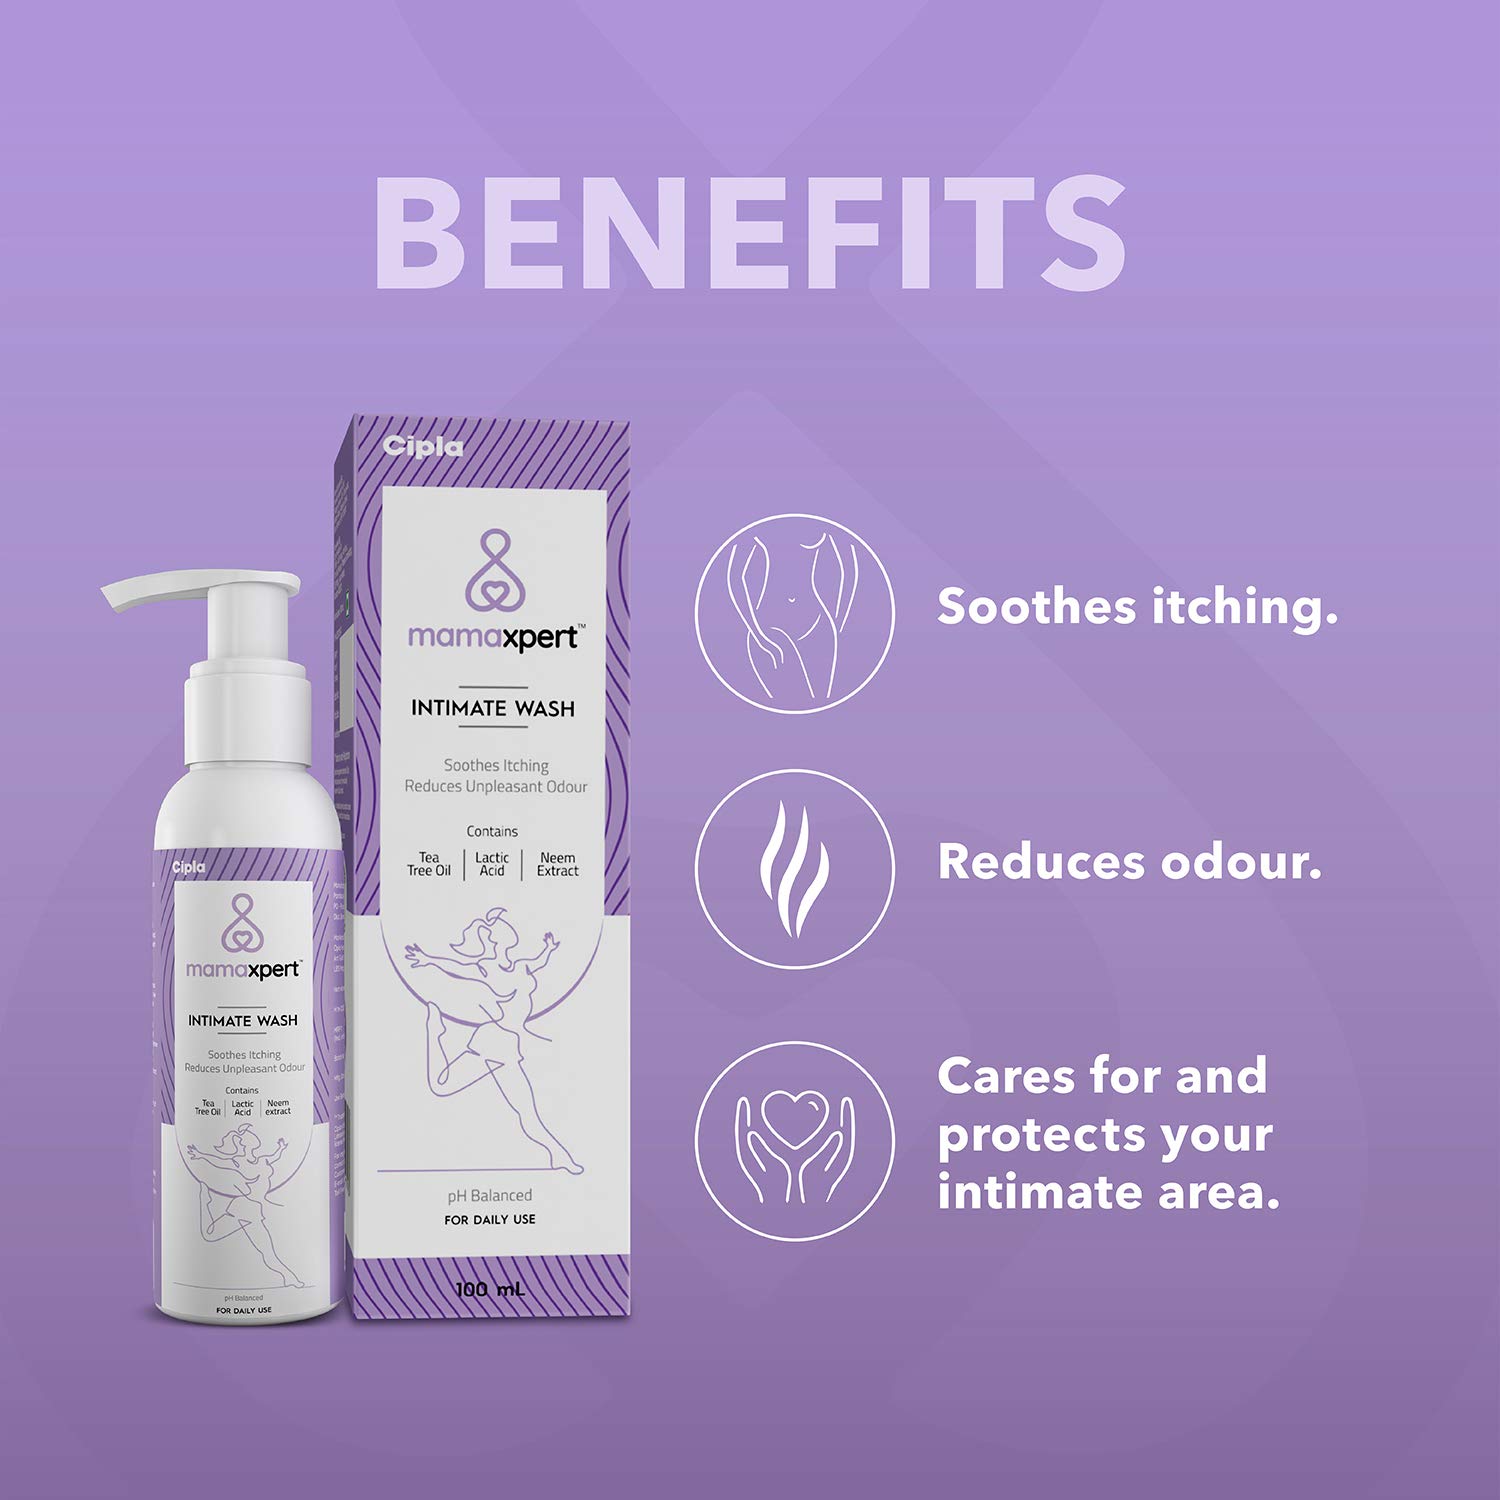 BENEFITS
Cipla
mamaxpert™
INTIMATE WASH
Soothes Itching
Reduces Unpleasant Odour
Contains
Tea Tree Oil | Lactic Acid | Neem Extract
pH Balanced
FOR DAILY USE
100 mL
Cipla
mamaxpert™
INTIMATE WASH
Soothes Itching
Reduces Unpleasant Odour
Contains
Tea Tree Oil | Lactic Acid | Neem extract
pH Balanced
FOR DAILY USE
Soothes itching.
Reduces odour.
Cares for and
protects your
intimate area.